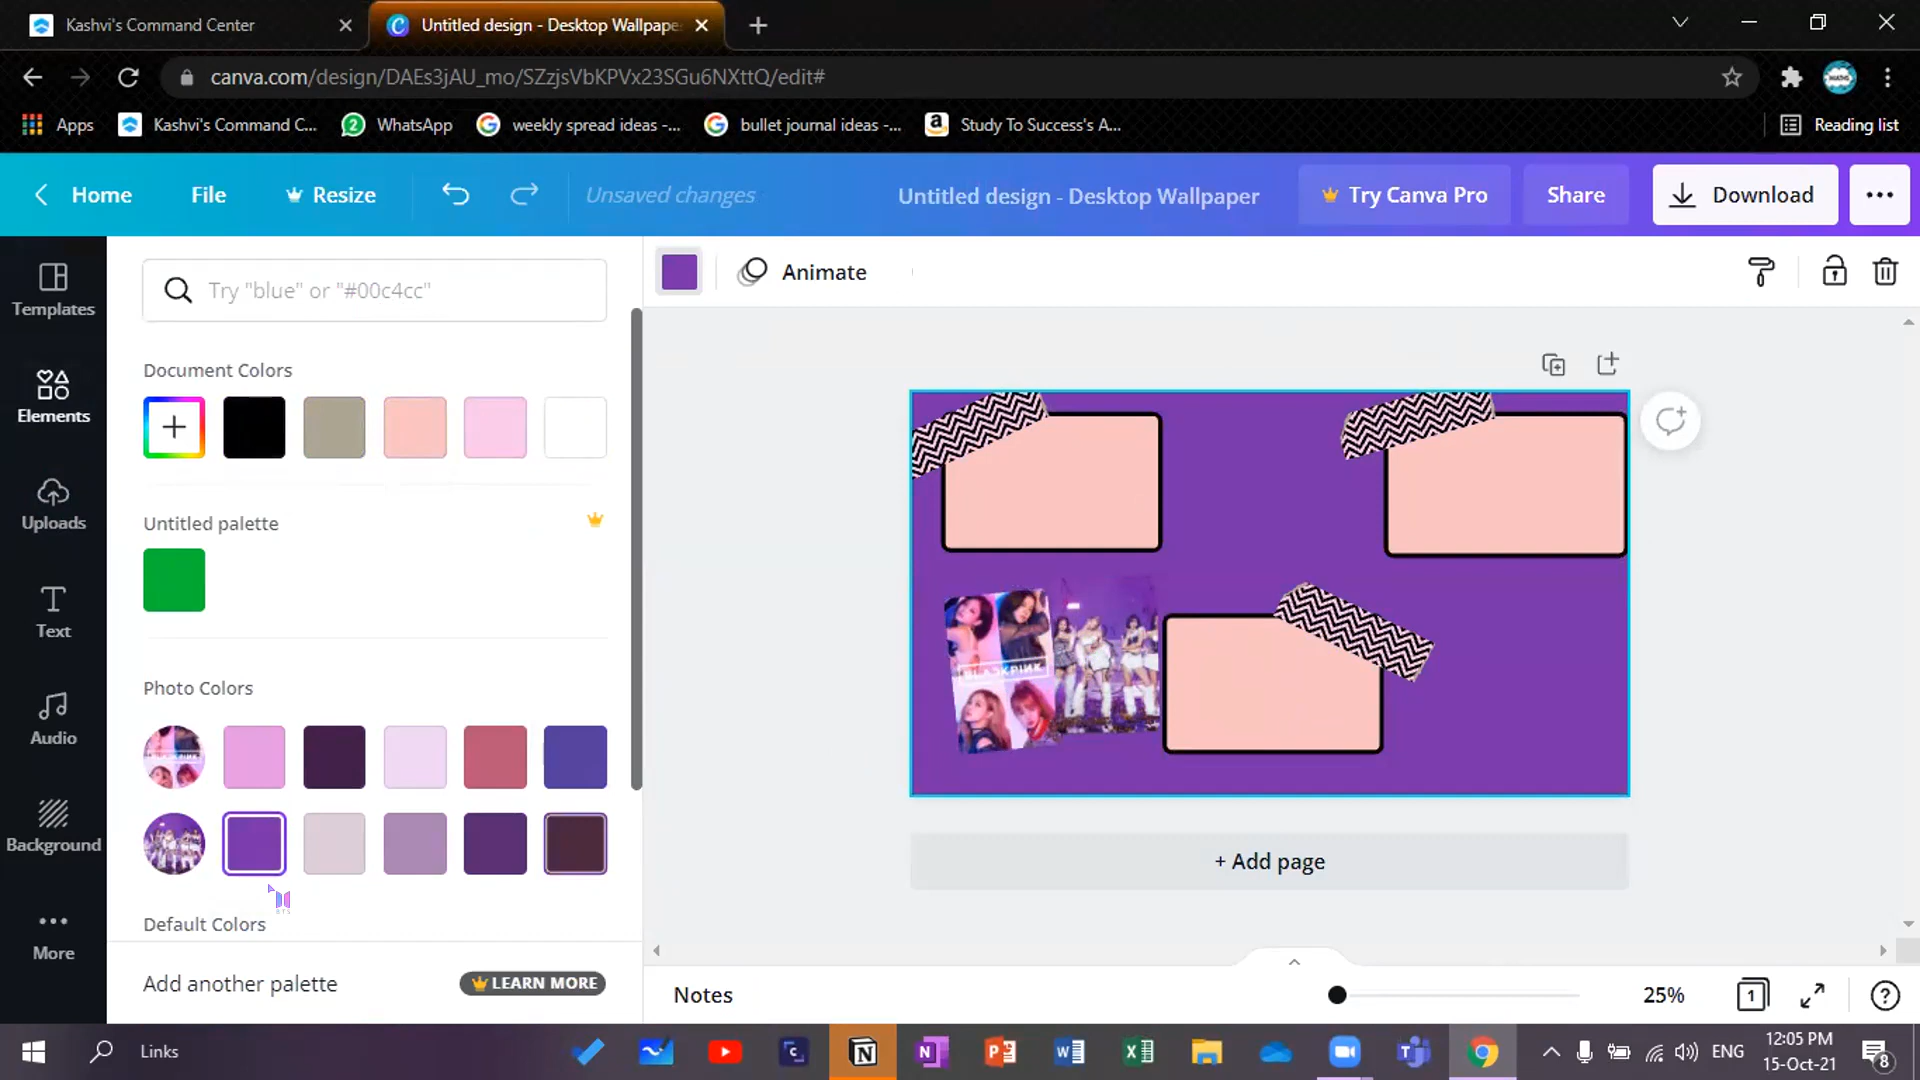 Kashvi's Command Center
Untitled design - Desktop Wallpape
canva.com/design/DAEs3jAU_mo/SZzjsVbKPVx23SGu6NXttQ/edit#
Apps
Kashvi's Command C...
WhatsApp
weekly spread ideas -...
bullet journal ideas -...
Study To Success's A...
Reading list
Home
File
Resize
Unsaved changes
Untitled design - Desktop Wallpaper
Try Canva Pro
Share
Download
Templates
Elements
Uploads
Text
Audio
Background
More
Try "blue" or "#00c4cc"
Document Colors
Untitled palette
Photo Colors
Default Colors
Add another palette
LEARN MORE
Animate
BLACKPINK
+ Add page
BTS
Notes
25%
1
Links
ENG
12:05 PM
15-Oct-21
8